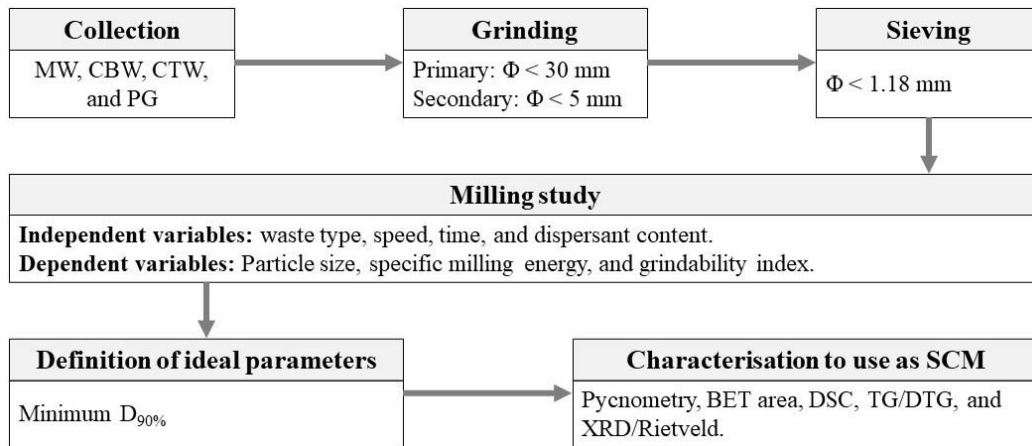 Collection
MW, CBW, CTW,
and PG
Grinding
Primary: Φ < 30 mm
Secondary: Φ < 5 mm
Sieving
Φ < 1.18 mm
Milling study
Independent variables: waste type, speed, time, and dispersant content.
Dependent variables: Particle size, specific milling energy, and grindability index.
Definition of ideal parameters
Minimum D90%
Characterisation to use as SCM
Pycnometry, BET area, DSC, TG/DTG, and
XRD/Rietveld.